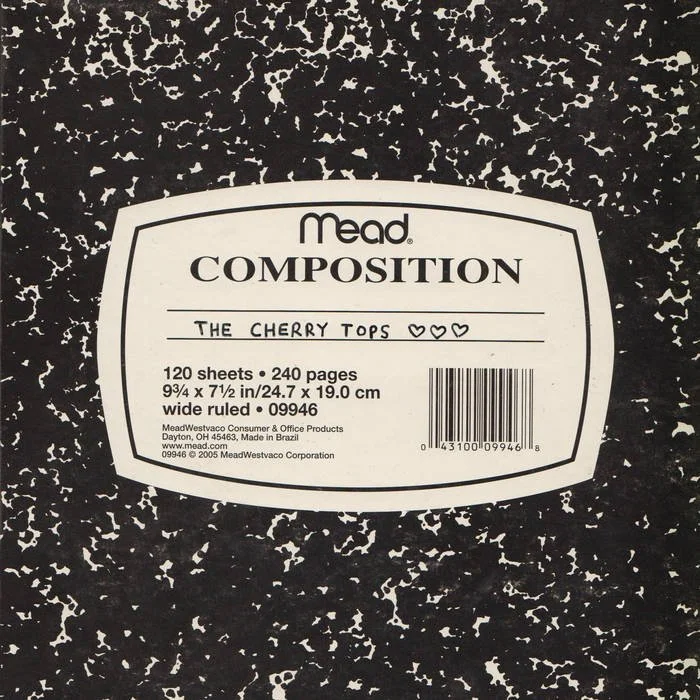 Mead®
COMPOSITION
THE CHERRY TOPS ♡♡♡
120 sheets • 240 pages
9¾ x 7½ in/24.7 x 19.0 cm
wide ruled • 09946
MeadWestvaco Consumer & Office Products
Dayton, OH 45463, Made in Brazil
www.mead.com
09946 © 2005 MeadWestvaco Corporation
0 43100 09946 8